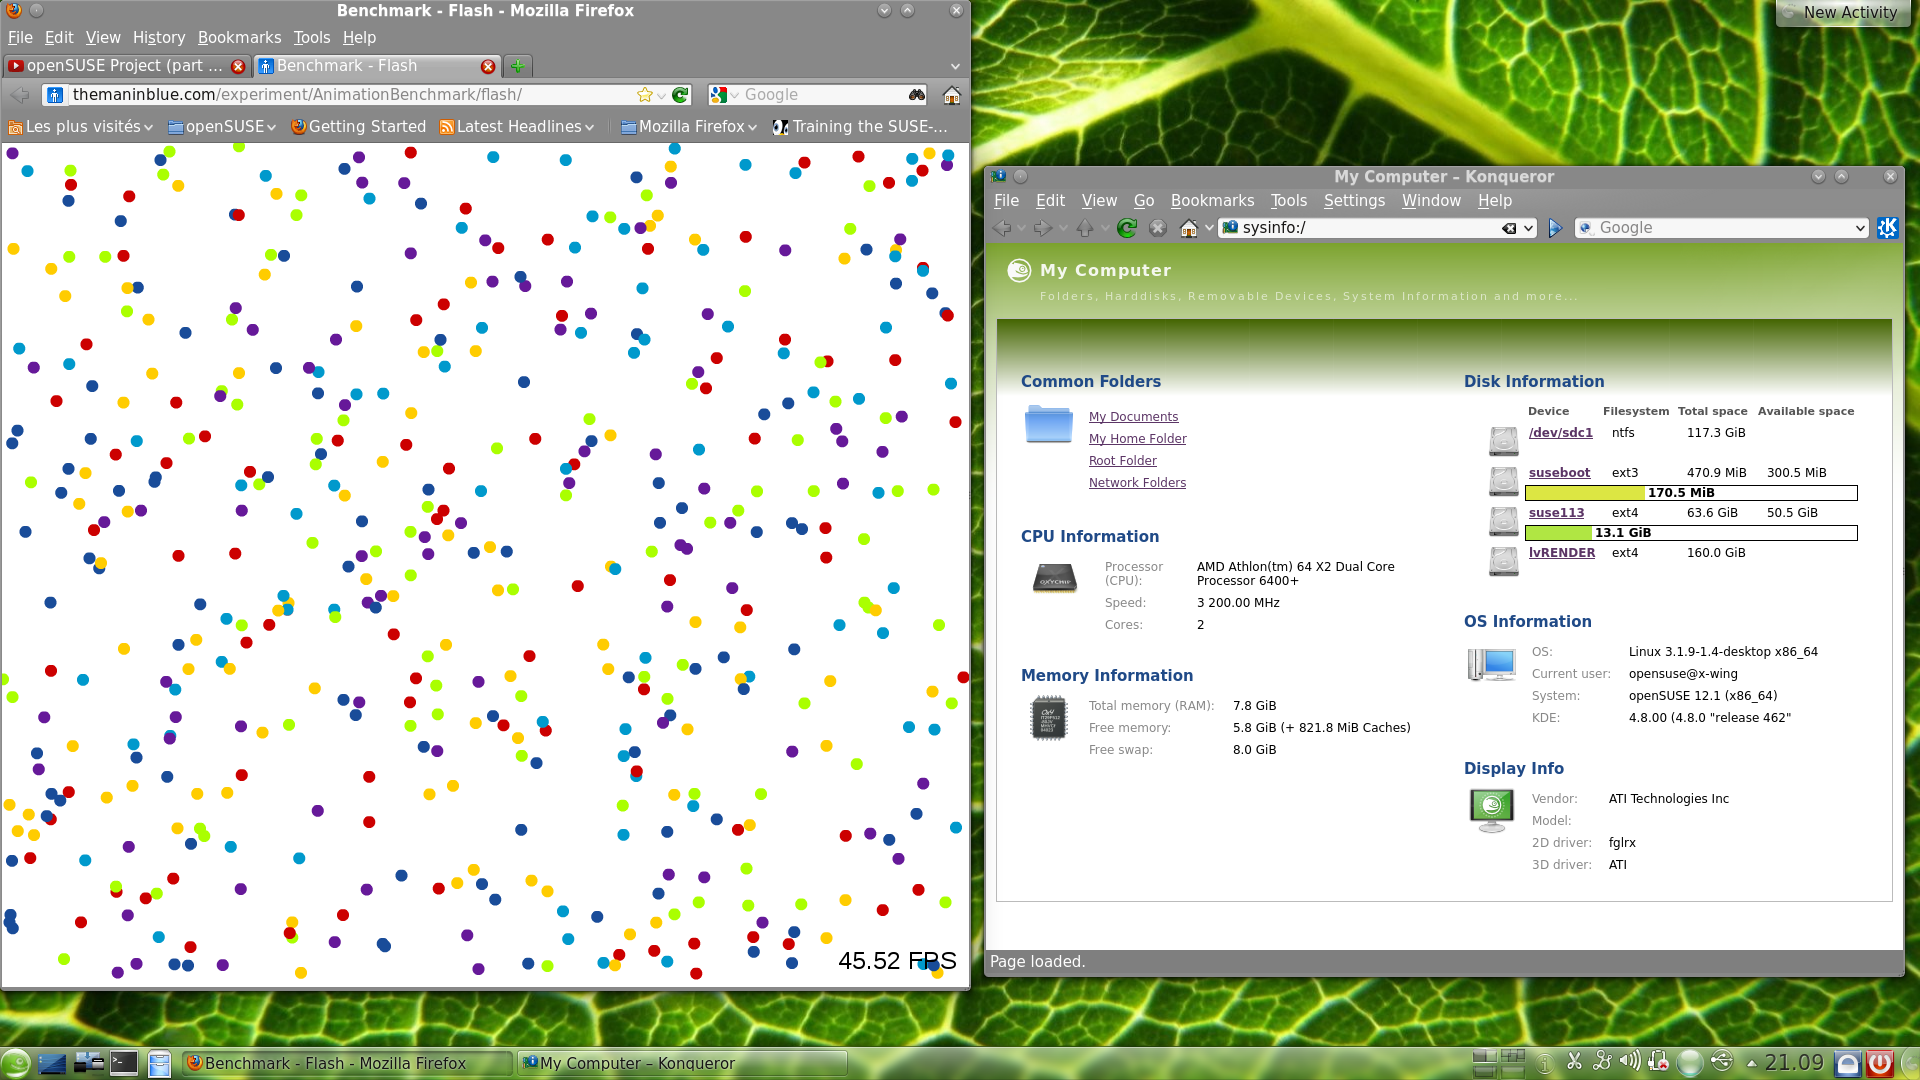 Benchmark - Flash - Mozilla Firefox
File Edit View History Bookmarks Tools Help
openSUSE Project (part ...
Benchmark - Flash
themaninblue.com/experiment/AnimationBenchmark/flash/
Google
Les plus visités
openSUSE
Getting Started
Latest Headlines
Mozilla Firefox
Training the SUSE-...
45.52 FPS
New Activity
My Computer – Konqueror
File Edit View Go Bookmarks Tools Settings Window Help
sysinfo:/
Google
My Computer
Folders, Harddisks, Removable Devices, System Information and more...
Common Folders
My Documents
My Home Folder
Root Folder
Network Folders
CPU Information
Processor (CPU): AMD Athlon(tm) 64 X2 Dual Core
Processor 6400+
Speed: 3 200.00 MHz
Cores: 2
Memory Information
Total memory (RAM): 7.8 GiB
Free memory: 5.8 GiB (+ 821.8 MiB Caches)
Free swap: 8.0 GiB
Disk Information
Device Filesystem Total space Available space
/dev/sdc1 ntfs 117.3 GiB
suseboot ext3 470.9 MiB 300.5 MiB
170.5 MiB
suse113 ext4 63.6 GiB 50.5 GiB
13.1 GiB
lvRENDER ext4 160.0 GiB
OS Information
OS: Linux 3.1.9-1.4-desktop x86_64
Current user: opensuse@x-wing
System: openSUSE 12.1 (x86_64)
KDE: 4.8.00 (4.8.0 "release 462"
Display Info
Vendor: ATI Technologies Inc
Model:
2D driver: fglrx
3D driver: ATI
Page loaded.
Benchmark - Flash - Mozilla Firefox
My Computer – Konqueror
21.09